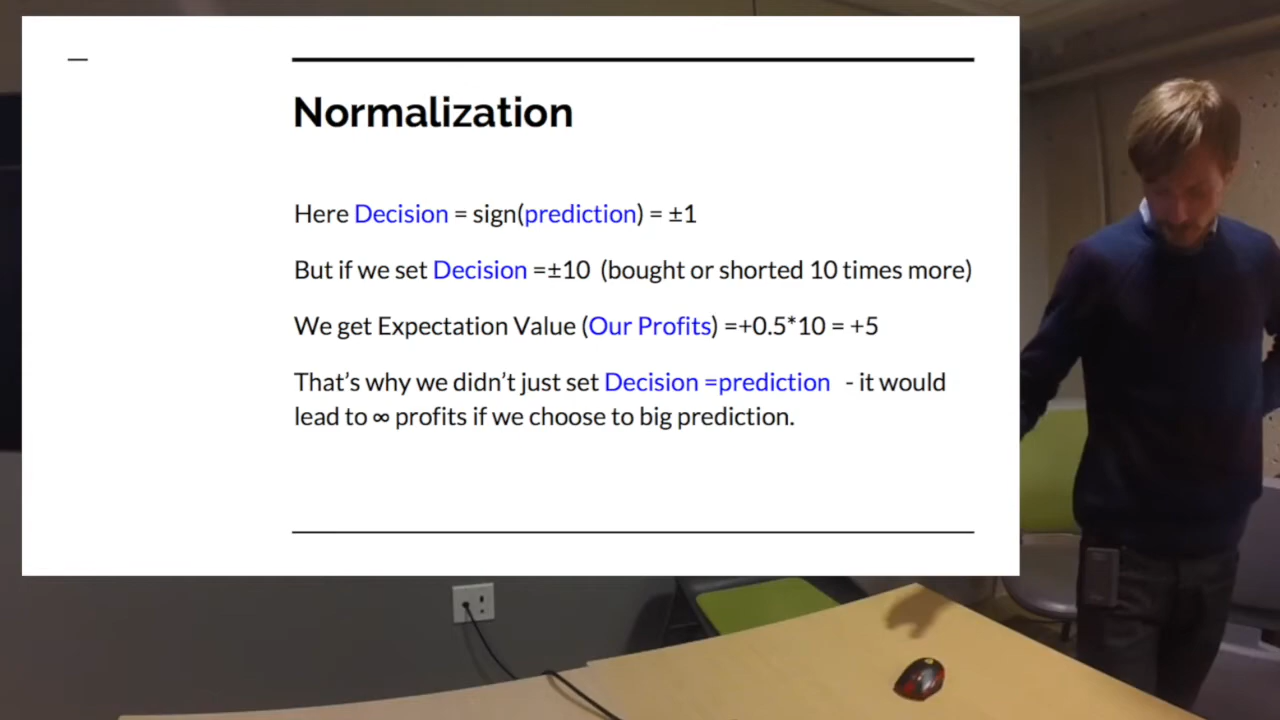 Normalization
Here Decision = sign(prediction) = ±1
But if we set Decision =±10 (bought or shorted 10 times more)
We get Expectation Value (Our Profits) =+0.5*10 = +5
That's why we didn't just set Decision =prediction - it would
lead to ∞ profits if we choose to big prediction.